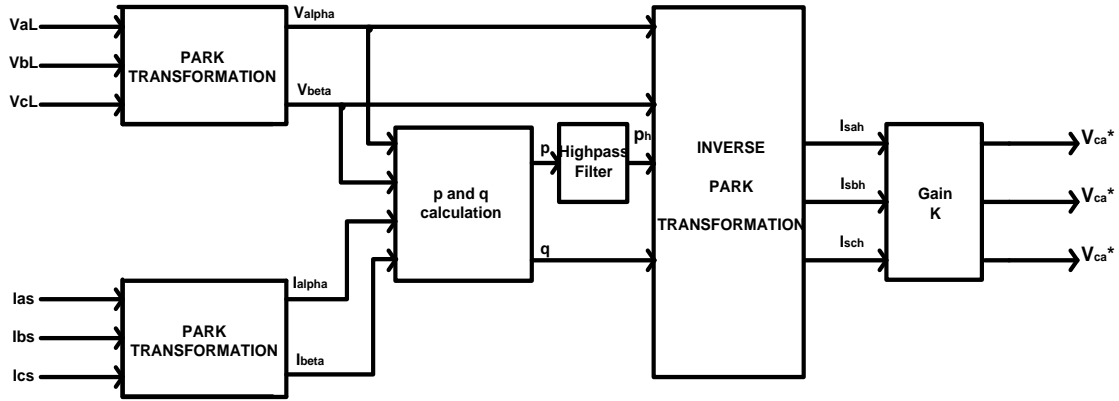 VaL
VbL
VcL
PARK
TRANSFORMATION
Valpha
Vbeta
Ias
Ibs
Ics
PARK
TRANSFORMATION
Ialpha
Ibeta
p and q
calculation
p
q
Highpass
Filter
ph
INVERSE
PARK
TRANSFORMATION
Isah
Isbh
Isch
Gain
K
Vca*
Vca*
Vca*